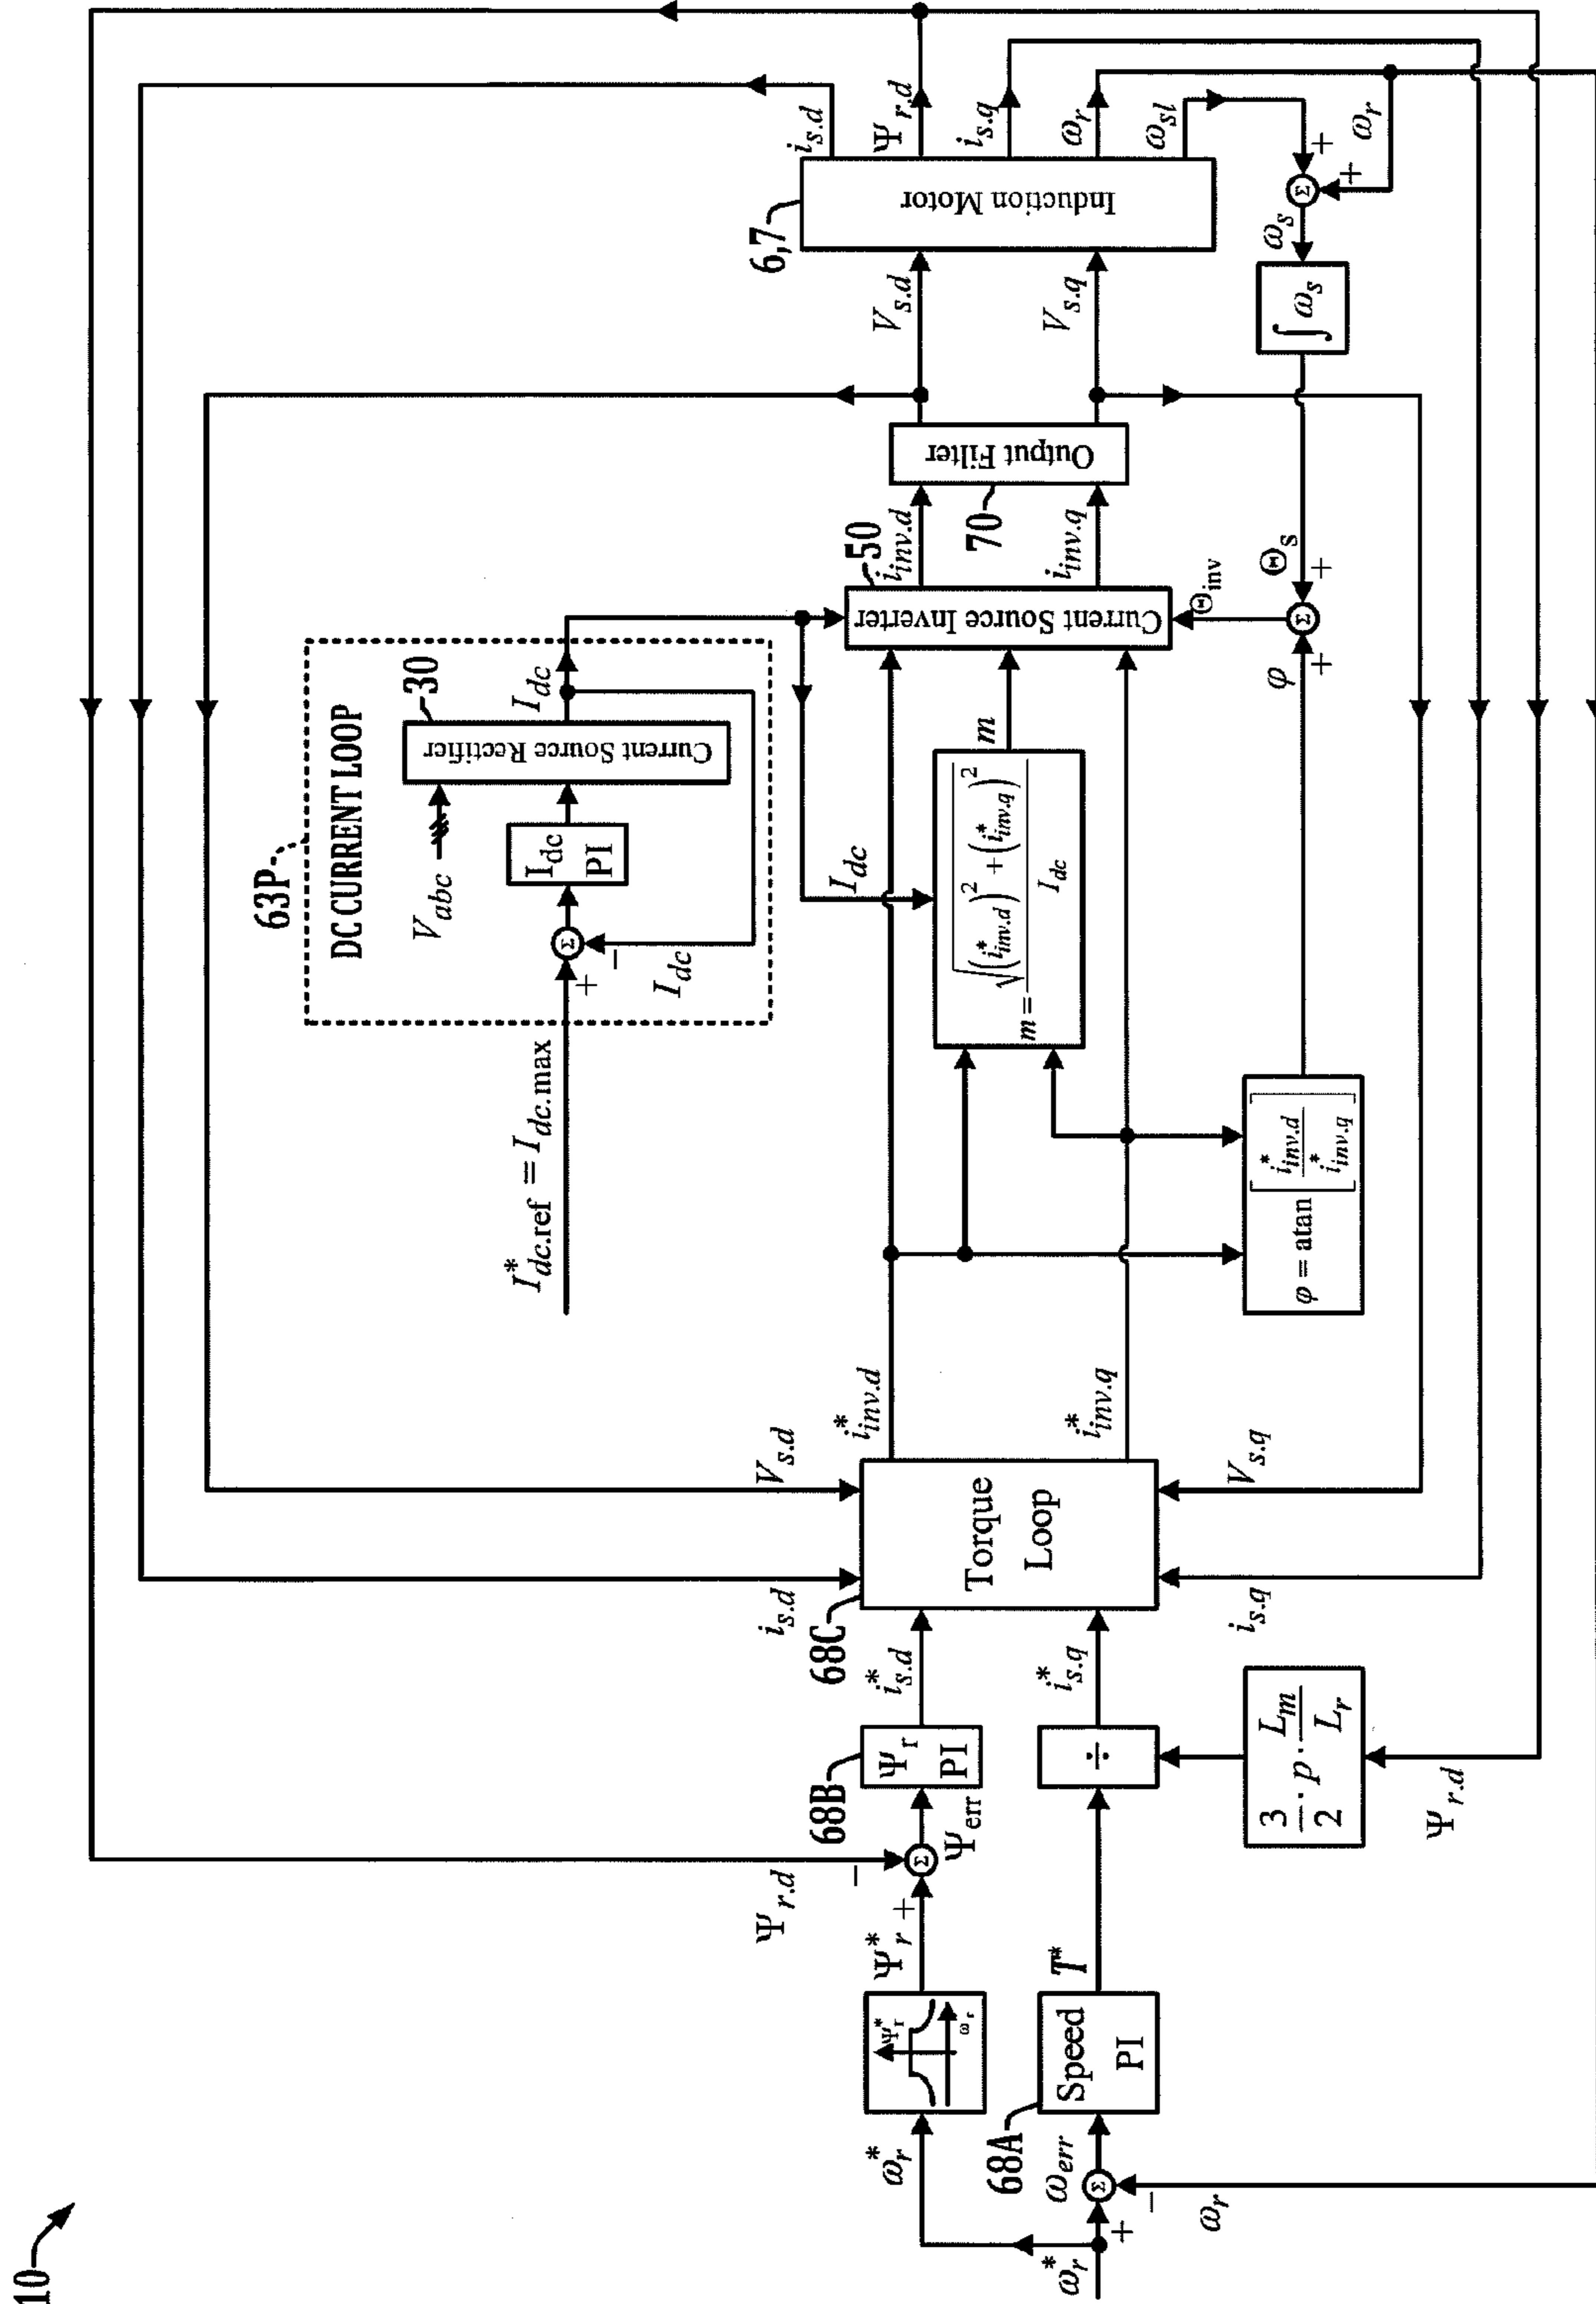 10
ω*r
ω*r
+
−
ωr
ωerr
68A
Speed
PI
Ψ*r
ωr
T*
Ψ*r
+
−
Ψr.d
Ψerr
68B
Ψr
PI
÷
3/2 · p · Lm/Lr
Ψr.d
i*s.d
i*s.q
68C
Torque
Loop
is.d
Vs.d
is.q
Vs.q
i*inv.d
i*inv.q
φ = atan [i*inv.d / i*inv.q]
I*dc.ref = Idc.max
63P
DC CURRENT LOOP
+
−
Σ
Idc
Idc
PI
Vabc
30
Current Source Rectifier
Idc
Idc
m = √((i*inv.d)² + (i*inv.q)²) / Idc
m
φ
+
Σ
+
Θs
Θinv
50
Current Source Inverter
iinv.d
iinv.q
70
Output Filter
Vs.d
Vs.q
∫ωs
ωs
Σ
+
+
ωr
6,7
Induction Motor
is.d
Ψr.d
is.q
ωr
ωsl
Σ
Σ